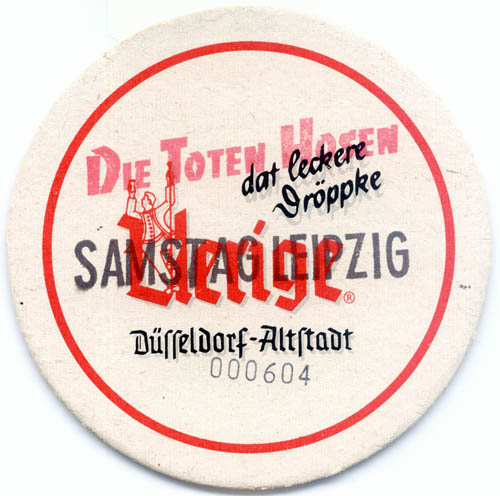 DIE TOTEN HOSEN
dat leckere
Dröppke
Uerige®
SAMSTAG LEIPZIG
Düsseldorf-Altstadt
000604